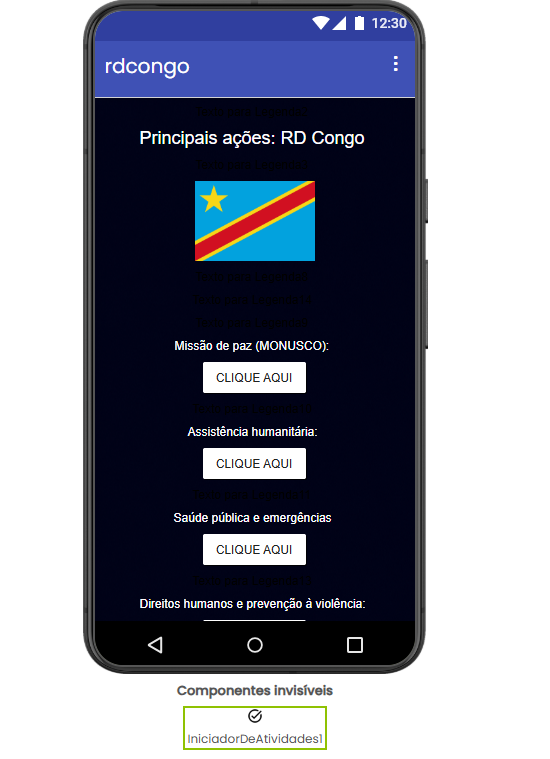 12:30
rdcongo
Principais ações: RD Congo
Missão de paz (MONUSCO):
CLIQUE AQUI
Assistência humanitária:
CLIQUE AQUI
Saúde pública e emergências
CLIQUE AQUI
Direitos humanos e prevenção à violência:
Componentes invisíveis
IniciadorDeAtividades1